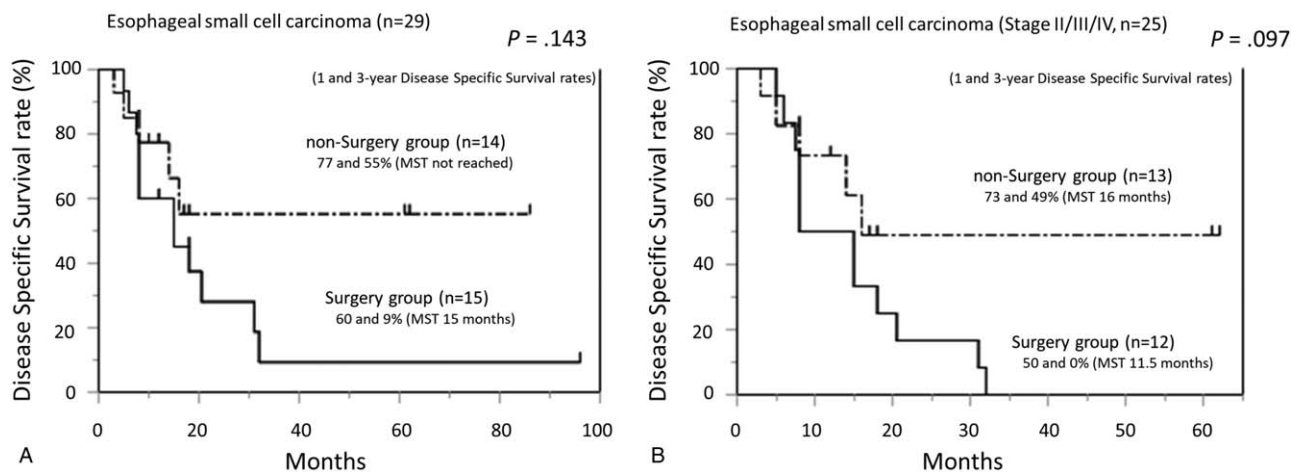 Esophageal small cell carcinoma (n=29)
P = .143
Disease Specific Survival rate (%)
100
80
60
40
20
0
(1 and 3-year Disease Specific Survival rates)
non-Surgery group (n=14)
77 and 55% (MST not reached)
Surgery group (n=15)
60 and 9% (MST 15 months)
0 20 40 60 80 100
A
Months
Esophageal small cell carcinoma (Stage II/III/IV, n=25)
P = .097
Disease Specific Survival rate (%)
100
80
60
40
20
0
(1 and 3-year Disease Specific Survival rates)
non-Surgery group (n=13)
73 and 49% (MST 16 months)
Surgery group (n=12)
50 and 0% (MST 11.5 months)
0 10 20 30 40 50 60
B
Months